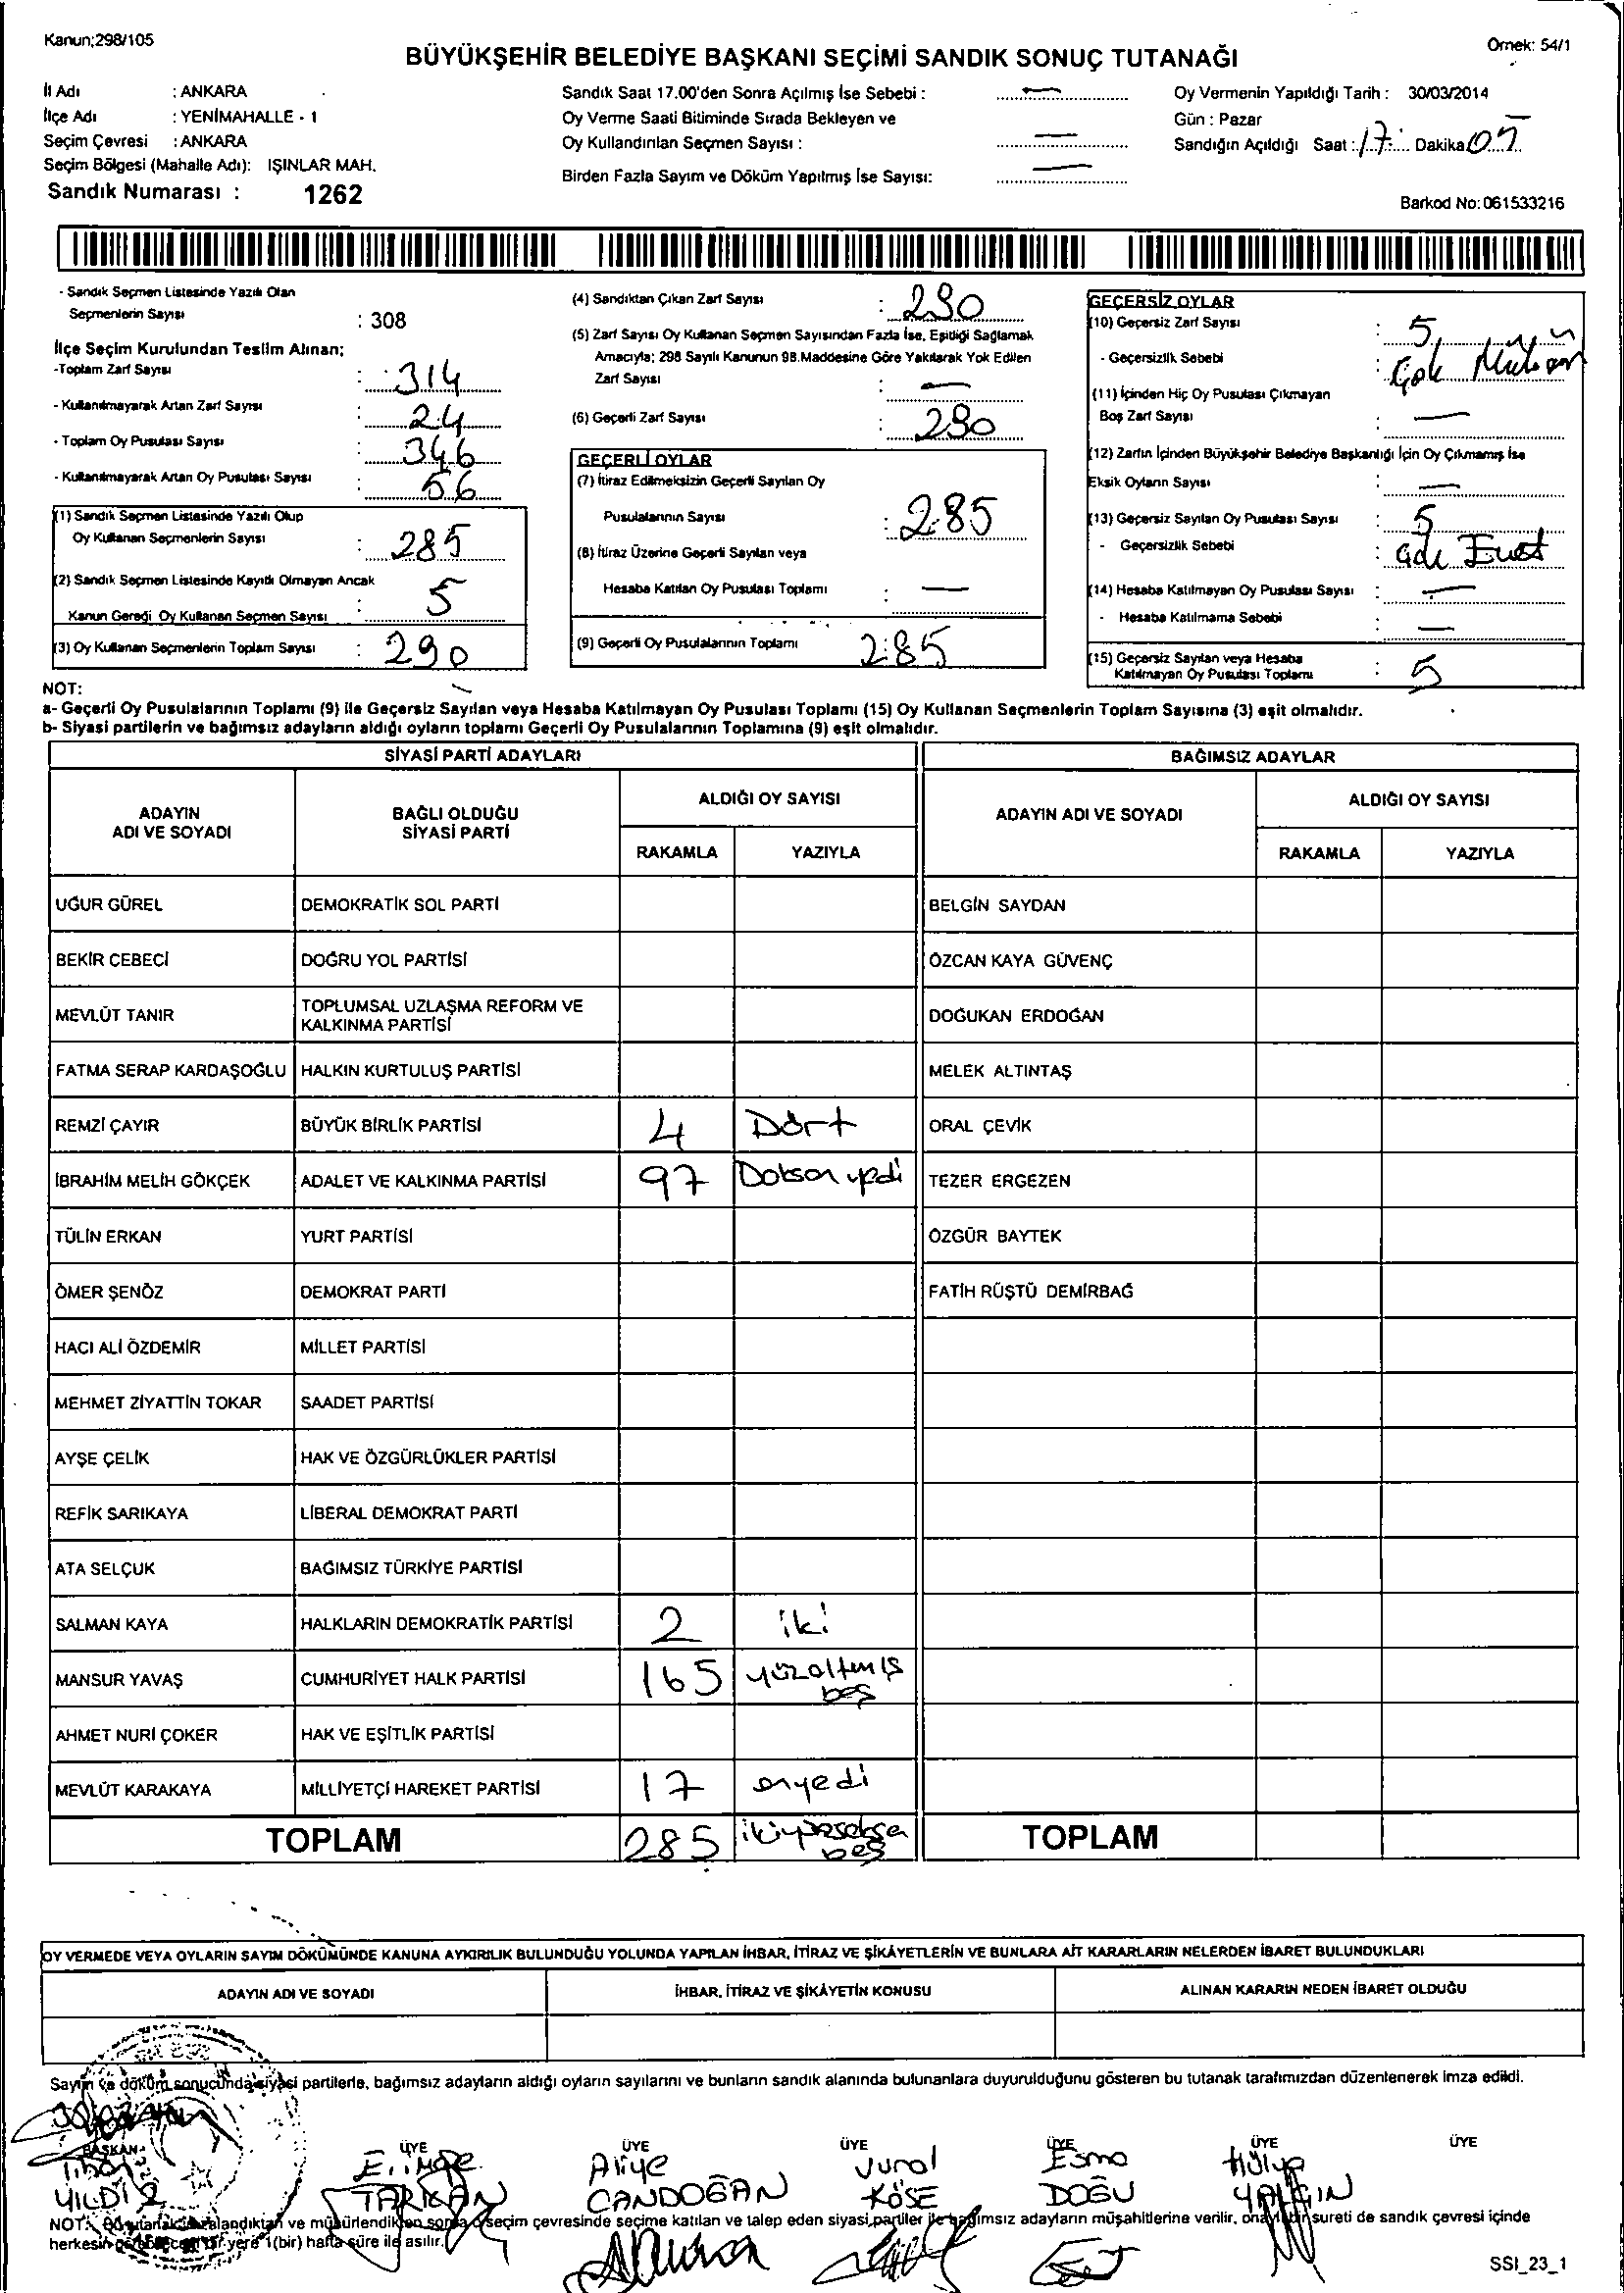 Kanun;298/105
Örnek: 54/1
BÜYÜKŞEHİR BELEDİYE BAŞKANI SEÇİMİ SANDIK SONUÇ TUTANAĞI
İl Adı : ANKARA
İlçe Adı : YENİMAHALLE - 1
Seçim Çevresi : ANKARA
Seçim Bölgesi (Mahalle Adı): IŞINLAR MAH.
Sandık Numarası : 1262
Sandık Saat 17.00'den Sonra Açılmış İse Sebebi : —
Oy Verme Saati Bitiminde Sırada Bekleyen ve
Oy Kullandırılan Seçmen Sayısı : —
Birden Fazla Sayım ve Döküm Yapılmış İse Sayısı: —
Oy Vermenin Yapıldığı Tarih : 30/03/2014
Gün : Pazar
Sandığın Açıldığı Saat : 17 Dakika
Barkod No: 061533216
- Sandık Seçmen Listesinde Yazılı Olan
Seçmenlerin Sayısı : 308
İlçe Seçim Kurulundan Teslim Alınan;
-Toplam Zarf Sayısı : 314
- Kullanılmayarak Artan Zarf Sayısı : 24
- Toplam Oy Pusulası Sayısı : 346
- Kullanılmayarak Artan Oy Pusulası Sayısı : 56
(1) Sandık Seçmen Listesinde Yazılı Olup
Oy Kullanan Seçmenlerin Sayısı : 285
(2) Sandık Seçmen Listesinde Kayıtlı Olmayan Ancak
Kanun Gereği Oy Kullanan Seçmen Sayısı : 5
(3) Oy Kullanan Seçmenlerin Toplam Sayısı : 290
(4) Sandıktan Çıkan Zarf Sayısı : 290
(5) Zarf Sayısı Oy Kullanan Seçmen Sayısından Fazla İse, Eşitliği Sağlamak
Amacıyla; 298 Sayılı Kanunun 98.Maddesine Göre Yakılarak Yok Edilen
Zarf Sayısı : —
(6) Geçerli Zarf Sayısı : 290
GEÇERLİ OYLAR
(7) İtiraz Edilmeksizin Geçerli Sayılan Oy
Pusulalarının Sayısı : 285
(8) İtiraz Üzerine Geçerli Sayılan veya
Hesaba Katılan Oy Pusulası Toplamı : —
(9) Geçerli Oy Pusulalarının Toplamı 285
GEÇERSİZ OYLAR
(10) Geçersiz Zarf Sayısı : 5
- Geçersizlik Sebebi : Çok
(11) İçinden Hiç Oy Pusulası Çıkmayan
Boş Zarf Sayısı : —
(12) Zarfın İçinden Büyükşehir Belediye Başkanlığı İçin Oy Çıkmamış İse
Eksik Oyların Sayısı : —
(13) Geçersiz Sayılan Oy Pusulası Sayısı : 5
- Geçersizlik Sebebi :
(14) Hesaba Katılmayan Oy Pusulası Sayısı : —
- Hesaba Katılmama Sebebi : —
(15) Geçersiz Sayılan veya Hesaba
Katılmayan Oy Pusulası Toplamı : 5
NOT:
a- Geçerli Oy Pusulalarının Toplamı (9) ile Geçersiz Sayılan veya Hesaba Katılmayan Oy Pusulası Toplamı (15) Oy Kullanan Seçmenlerin Toplam Sayısına (3) eşit olmalıdır.
b- Siyasi partilerin ve bağımsız adayların aldığı oyların toplamı Geçerli Oy Pusulalarının Toplamına (9) eşit olmalıdır.
SİYASİ PARTİ ADAYLARI BAĞIMSIZ ADAYLAR
ADAYIN ADI VE SOYADI BAĞLI OLDUĞU SİYASİ PARTİ ALDIĞI OY SAYISI ADAYIN ADI VE SOYADI ALDIĞI OY SAYISI
RAKAMLA YAZIYLA RAKAMLA YAZIYLA
UĞUR GÜREL DEMOKRATİK SOL PARTİ BELGİN SAYDAN
BEKİR CEBECİ DOĞRU YOL PARTİSİ ÖZCAN KAYA GÜVENÇ
MEVLÜT TANIR TOPLUMSAL UZLAŞMA REFORM VE KALKINMA PARTİSİ DOĞUKAN ERDOĞAN
FATMA SERAP KARDAŞOĞLU HALKIN KURTULUŞ PARTİSİ MELEK ALTINTAŞ
REMZİ ÇAYIR BÜYÜK BİRLİK PARTİSİ 4 Dört ORAL ÇEVİK
İBRAHİM MELİH GÖKÇEK ADALET VE KALKINMA PARTİSİ 97 Doksan yedi TEZER ERGEZEN
TÜLİN ERKAN YURT PARTİSİ ÖZGÜR BAYTEK
ÖMER ŞENÖZ DEMOKRAT PARTİ FATİH RÜŞTÜ DEMİRBAĞ
HACI ALİ ÖZDEMİR MİLLET PARTİSİ
MEHMET ZİYATTİN TOKAR SAADET PARTİSİ
AYŞE ÇELİK HAK VE ÖZGÜRLÜKLER PARTİSİ
REFİK SARIKAYA LİBERAL DEMOKRAT PARTİ
ATA SELÇUK BAĞIMSIZ TÜRKİYE PARTİSİ
SALMAN KAYA HALKLARIN DEMOKRATİK PARTİSİ 2 iki
MANSUR YAVAŞ CUMHURİYET HALK PARTİSİ 165 yüzaltmış beş
AHMET NURİ ÇOKER HAK VE EŞİTLİK PARTİSİ
MEVLÜT KARAKAYA MİLLİYETÇİ HAREKET PARTİSİ 17 onyedi
TOPLAM 285 ikiyüzseksen beş TOPLAM
OY VERMEDE VEYA OYLARIN SAYIM DÖKÜMÜNDE KANUNA AYKIRILIK BULUNDUĞU YOLUNDA YAPILAN İHBAR, İTİRAZ VE ŞİKÂYETLERİN VE BUNLARA AİT KARARLARIN NELERDEN İBARET BULUNDUKLARI
ADAYIN ADI VE SOYADI İHBAR, İTİRAZ VE ŞİKÂYETİN KONUSU ALINAN KARARIN NEDEN İBARET OLDUĞU
Sayım ve döküm sonucunda siyasi partilerle, bağımsız adayların aldığı oyların sayılarını ve bunların sandık alanında bulunanlara duyurulduğunu gösteren bu tutanak tarafımızdan düzenlenerek imza edildi.
BAŞKAN ÜYE ÜYE ÜYE ÜYE ÜYE ÜYE
Aliye Vural Esma Hülya
YILDIZ TARKAN CANDOĞAN KÖSE DOĞU YALÇIN
NOT: Bu tutanak imzalandıktan ve mühürlendikten sonra seçim çevresinde seçime katılan ve talep eden siyasi partiler ile bağımsız adayların müşahitlerine verilir, onaylı bir sureti de sandık çevresi içinde
herkesin görebileceği bir yere 1(bir) hafta süre ile asılır.
SSI_23_1